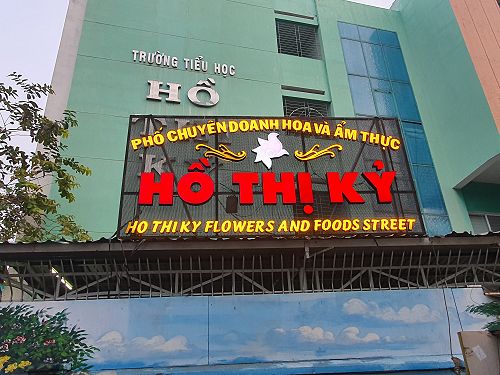 TRƯỜNG TIỂU HỌC
HỒ
PHỐ CHUYÊN DOANH HOA VÀ ẨM THỰC
HỒ THỊ KỶ
HO THI KY FLOWERS AND FOODS STREET